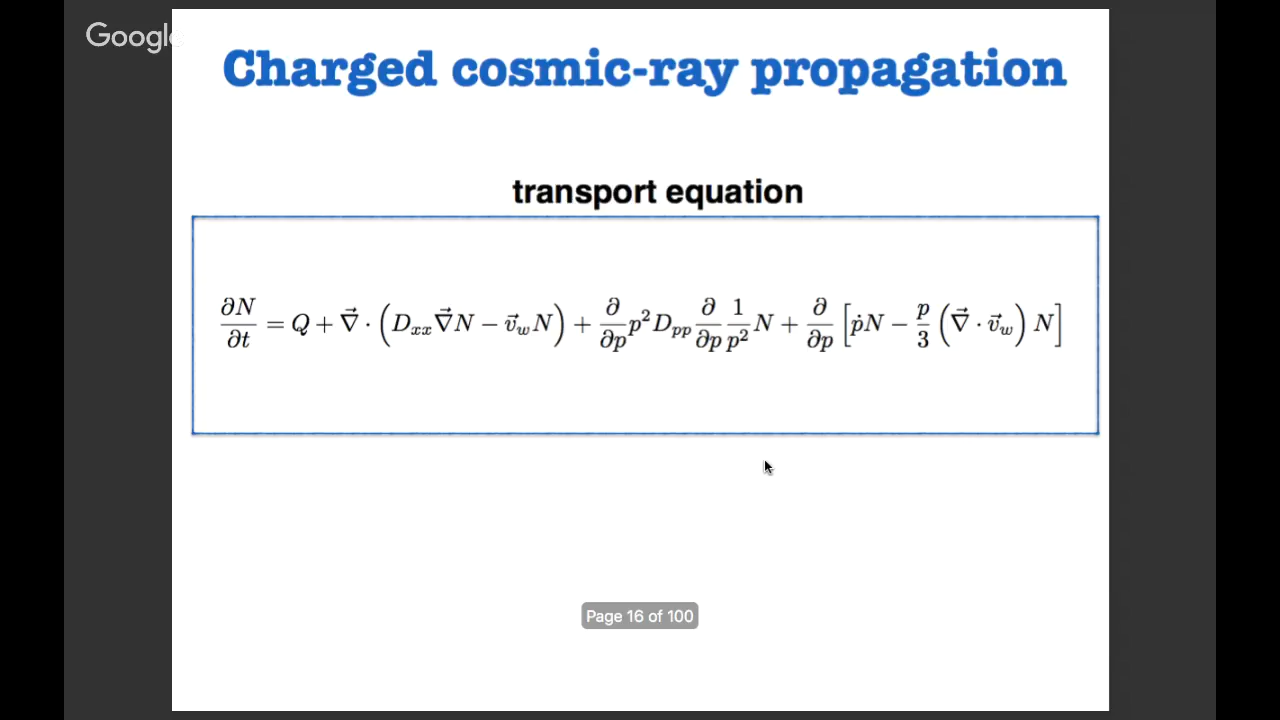 Google
Charged cosmic-ray propagation
transport equation
∂N/∂t = Q + ∇⃗ · (D_xx ∇⃗N − v⃗_w N) + ∂/∂p p² D_pp ∂/∂p 1/p² N + ∂/∂p [ṗN − p/3 (∇⃗ · v⃗_w) N]
Page 16 of 100